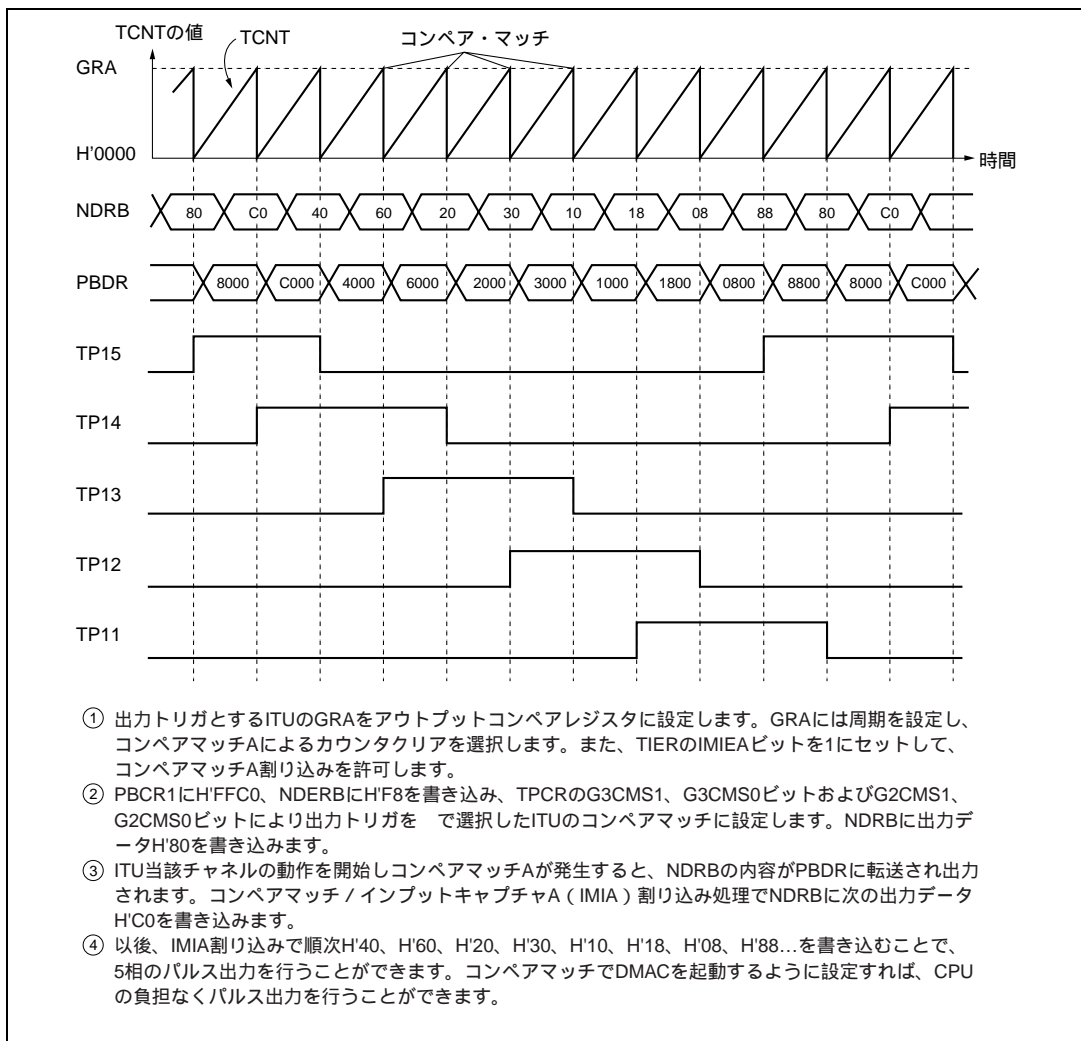 TCNTの値
TCNT
コンペア・マッチ
GRA
H'0000
時間
NDRB 80 C0 40 60 20 30 10 18 08 88 80 C0
PBDR 8000 C000 4000 6000 2000 3000 1000 1800 0800 8800 8000 C000
TP15
TP14
TP13
TP12
TP11
① 出力トリガとするITUのGRAをアウトプットコンペアレジスタに設定します。GRAには周期を設定し、
コンペアマッチAによるカウンタクリアを選択します。また、TIERのIMIEAビットを1にセットして、
コンペアマッチA割り込みを許可します。
② PBCR1にH'FFC0、NDERBにH'F8を書き込み、TPCRのG3CMS1、G3CMS0ビットおよびG2CMS1、
G2CMS0ビットにより出力トリガを　で選択したITUのコンペアマッチに設定します。NDRBに出力デ
ータH'80を書き込みます。
③ ITU当該チャネルの動作を開始しコンペアマッチAが発生すると、NDRBの内容がPBDRに転送され出力
されます。コンペアマッチ / インプットキャプチャA ( IMIA ) 割り込み処理でNDRBに次の出力データ
H'C0を書き込みます。
④ 以後、IMIA割り込みで順次H'40、H'60、H'20、H'30、H'10、H'18、H'08、H'88…を書き込むことで、
5相のパルス出力を行うことができます。コンペアマッチでDMACを起動するように設定すれば、CPU
の負担なくパルス出力を行うことができます。